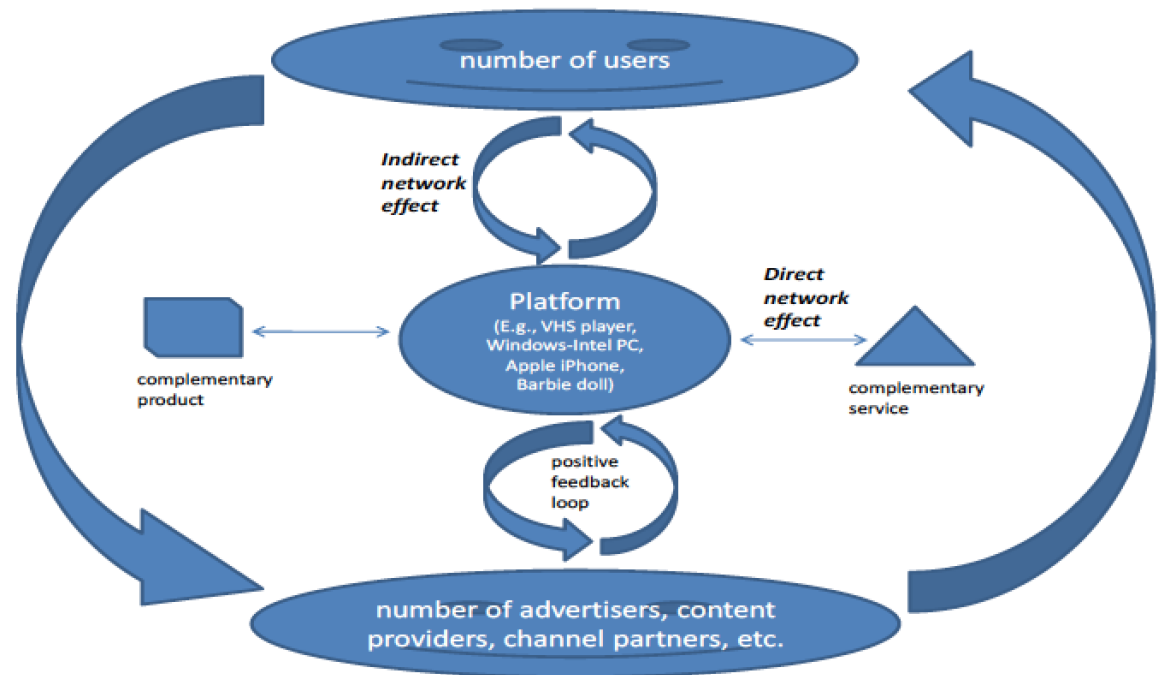 number of users
Indirect
network
effect
Platform
(E.g., VHS player,
Windows-Intel PC,
Apple iPhone,
Barbie doll)
Direct
network
effect
complementary
product
complementary
service
positive
feedback
loop
number of advertisers, content
providers, channel partners, etc.